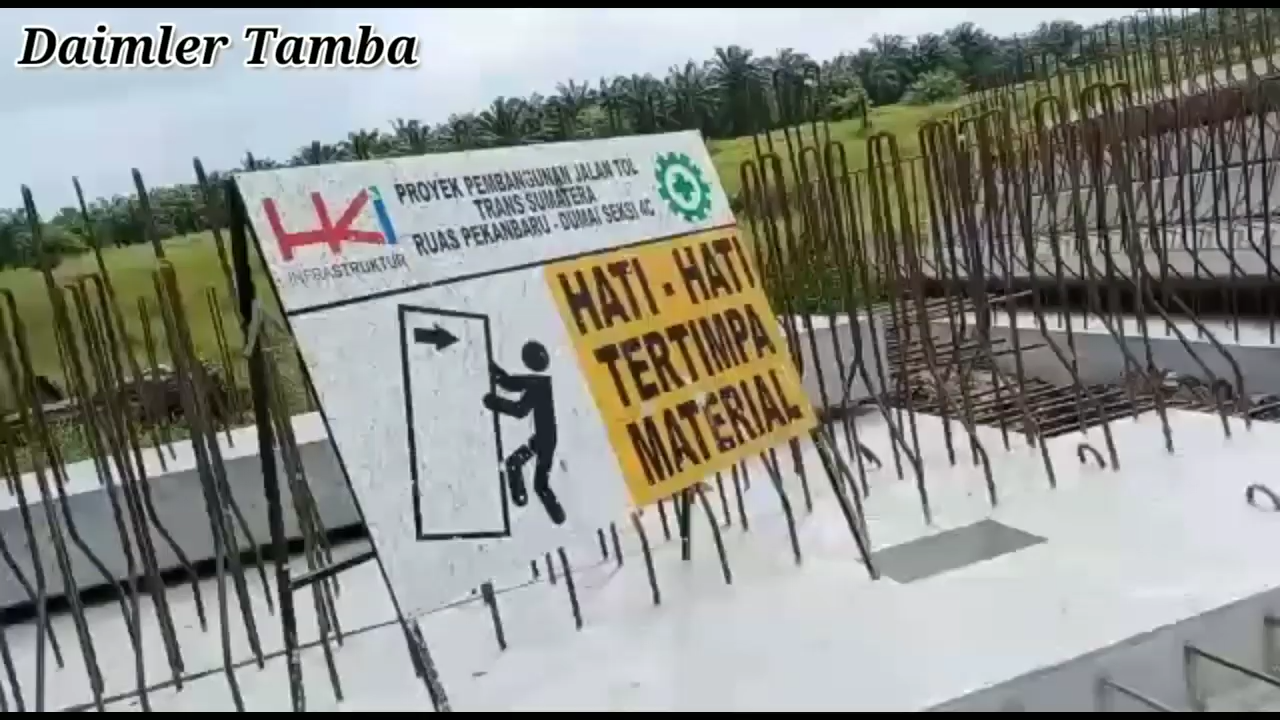 Daimler Tamba
HKi
INFRASTRUKTUR
PROYEK PEMBANGUNAN JALAN TOL
TRANS SUMATERA
RUAS PEKANBARU - DUMAI SEKSI 4C
HATI - HATI
TERTIMPA
MATERIAL